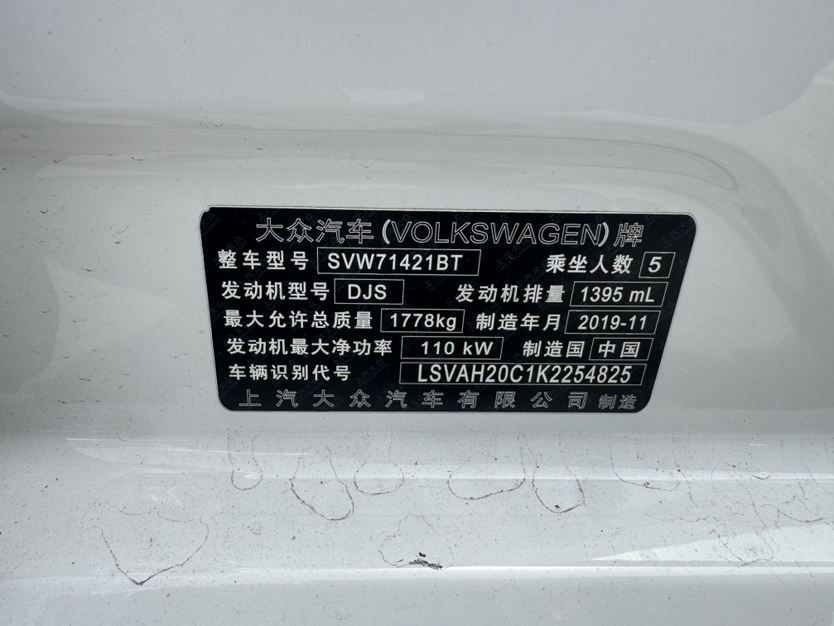 大众汽车(VOLKSWAGEN)牌
整车型号 SVW71421BT 乘坐人数 5
发动机型号 DJS 发动机排量 1395 mL
最大允许总质量 1778kg 制造年月 2019-11
发动机最大净功率 110 kW 制造国 中国
车辆识别代号 LSVAH20C1K2254825
上汽大众汽车有限公司 制造